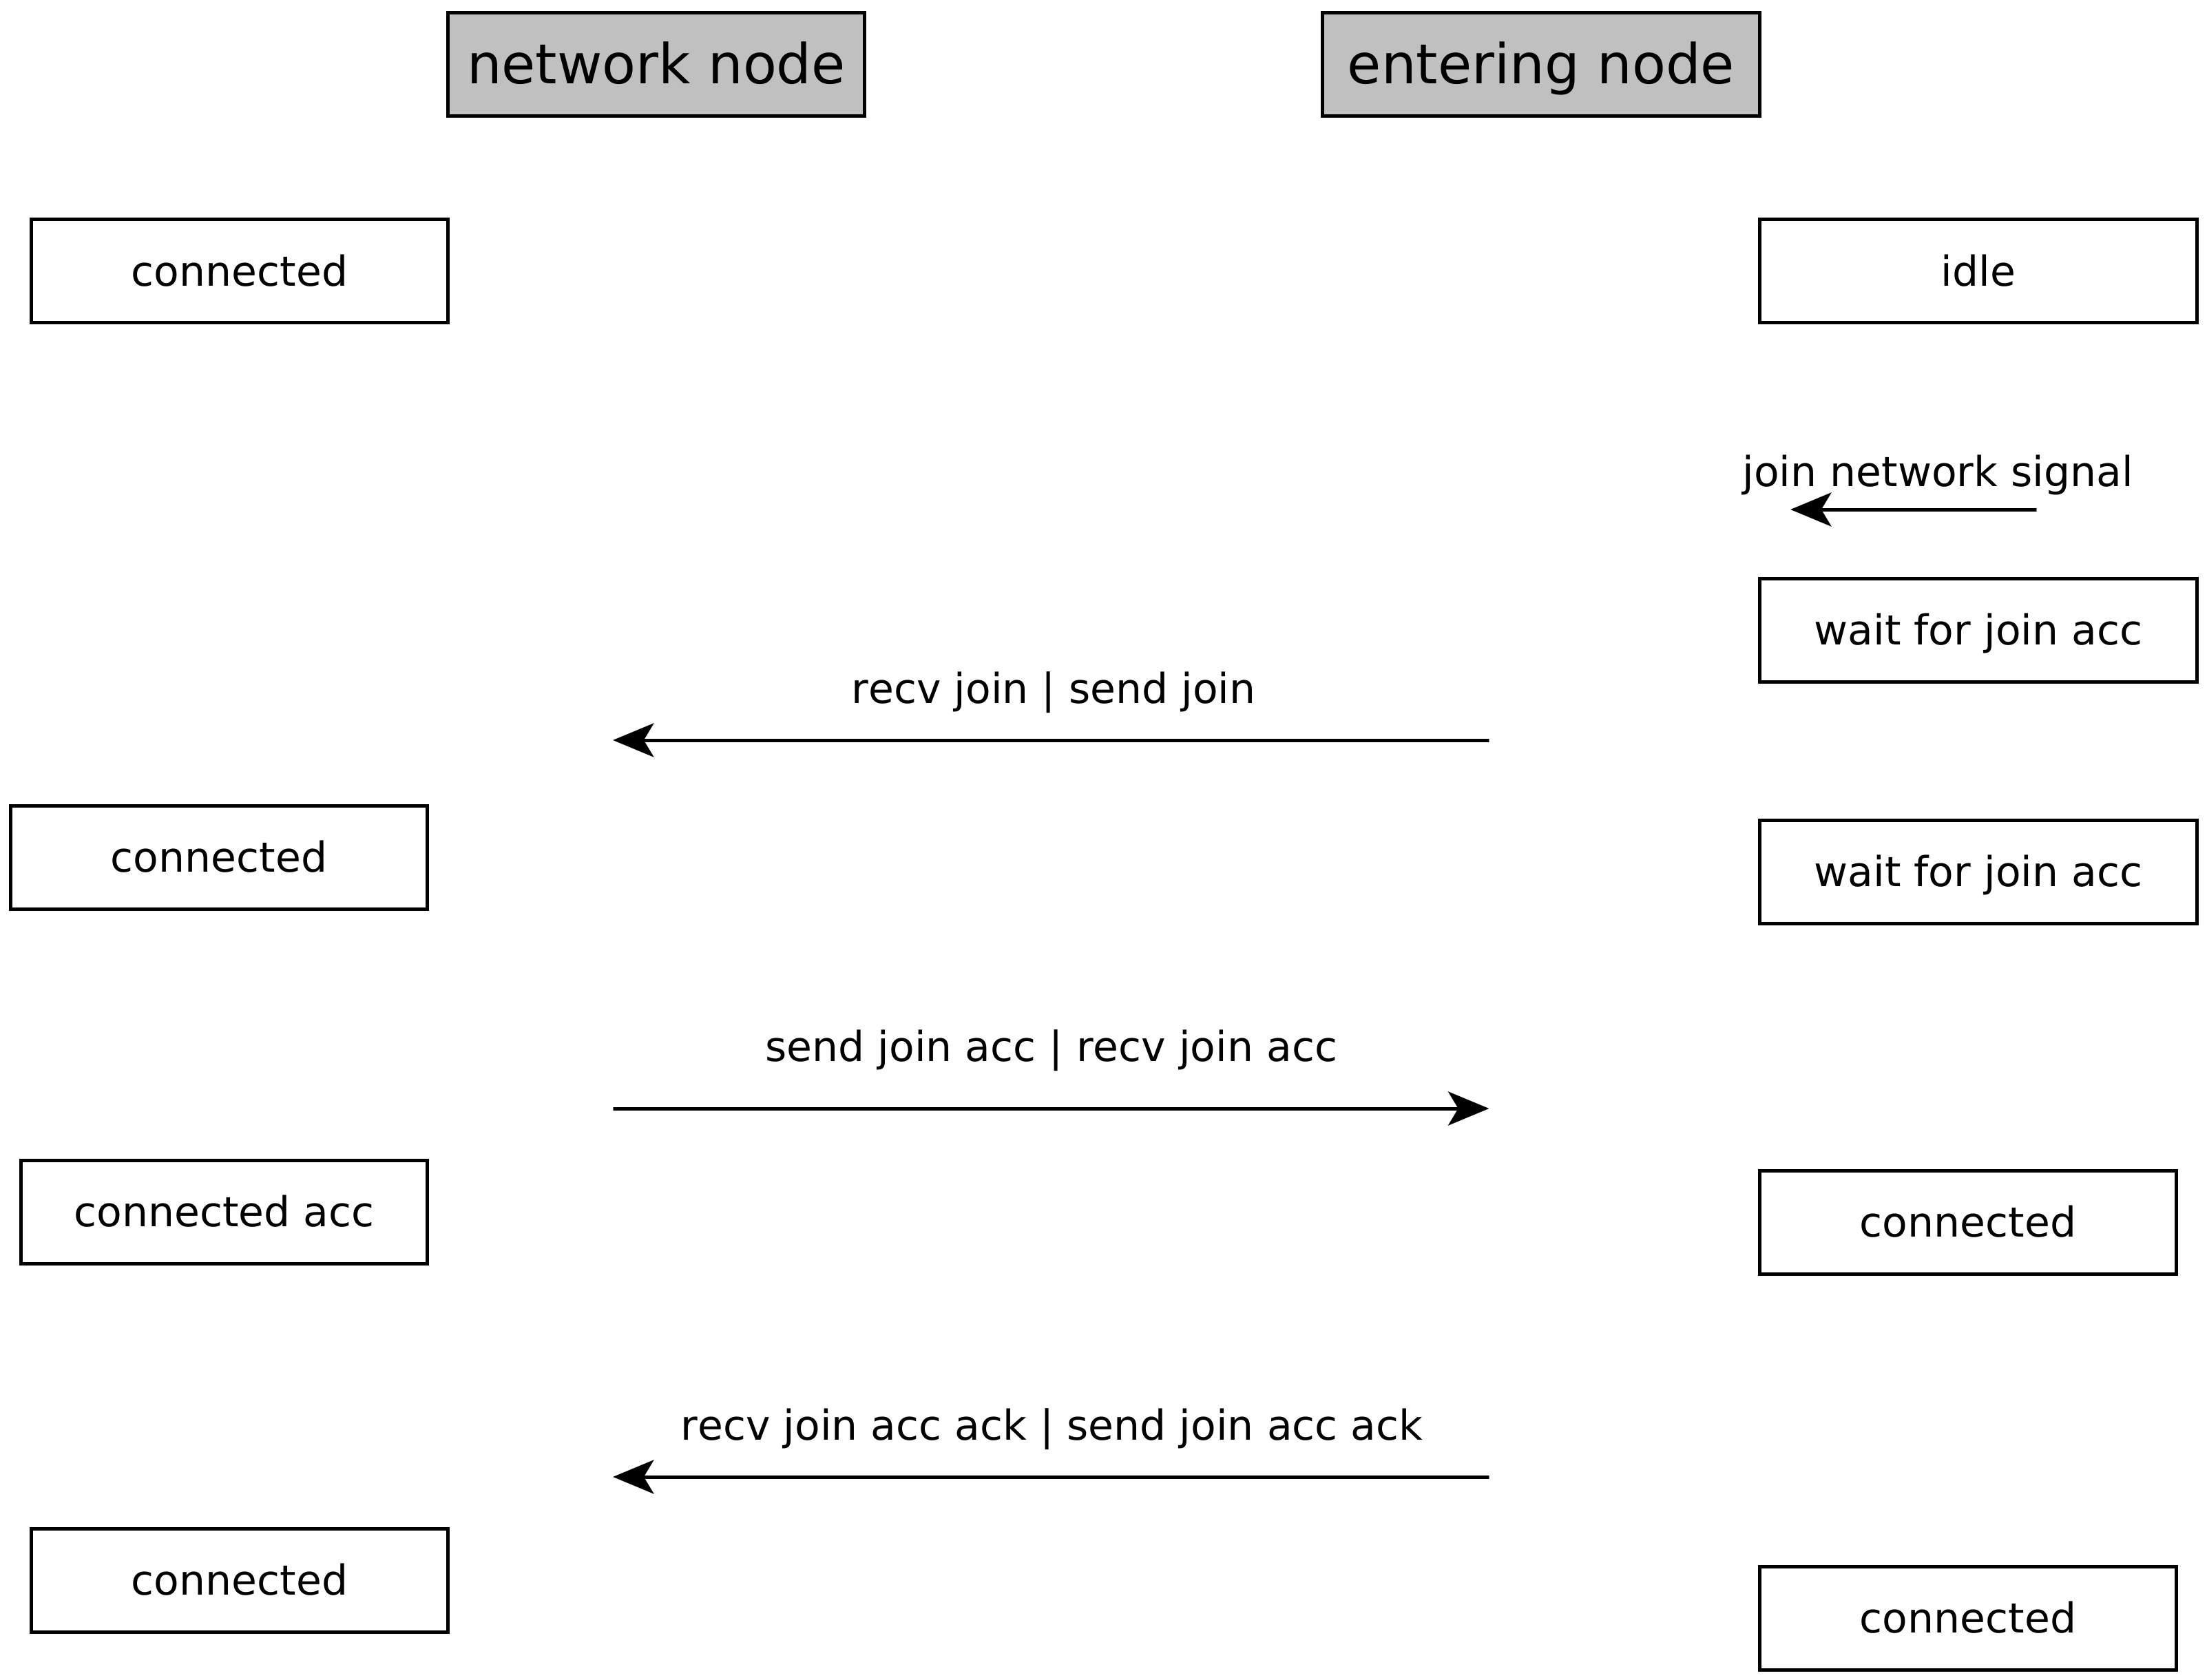 network node
entering node
connected
idle
join network signal
wait for join acc
recv join | send join
connected
wait for join acc
send join acc | recv join acc
connected acc
connected
recv join acc ack | send join acc ack
connected
connected